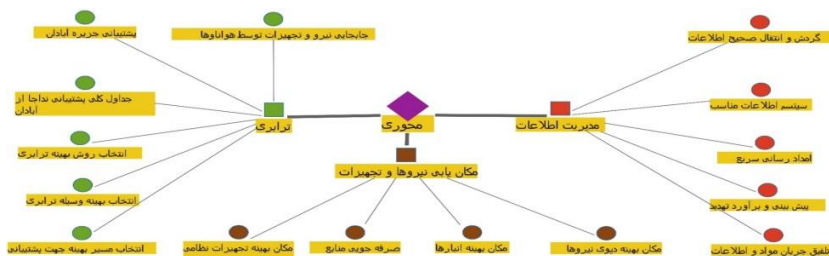 پشتیبانی جزیره آبادان
جابجایی نیرو و تجهیزات توسط هواناوها
گردش و انتقال صحیح اطلاعات
جداول کلی پشتیبانی نداجا از
آبادان
ترابری
محوری
مدیریت اطلاعات
سیتسم اطلاعات مناسب
انتخاب روش بهینه ترابری
مکان یابی نیروها و تجهیزات
امداد رسانی سریع
انتخاب بهینه وسیله ترابری
پیش بینی و برآورد تهدید
انتخاب مسیر بهینه جهت پشتیبانی
مکان بهینه تجهیزات نظامی
صرفه جویی منابع
مکان بهینه انبارها
مکان بهینه دپوی نیروها
تلفیق جریان مواد و اطلاعات